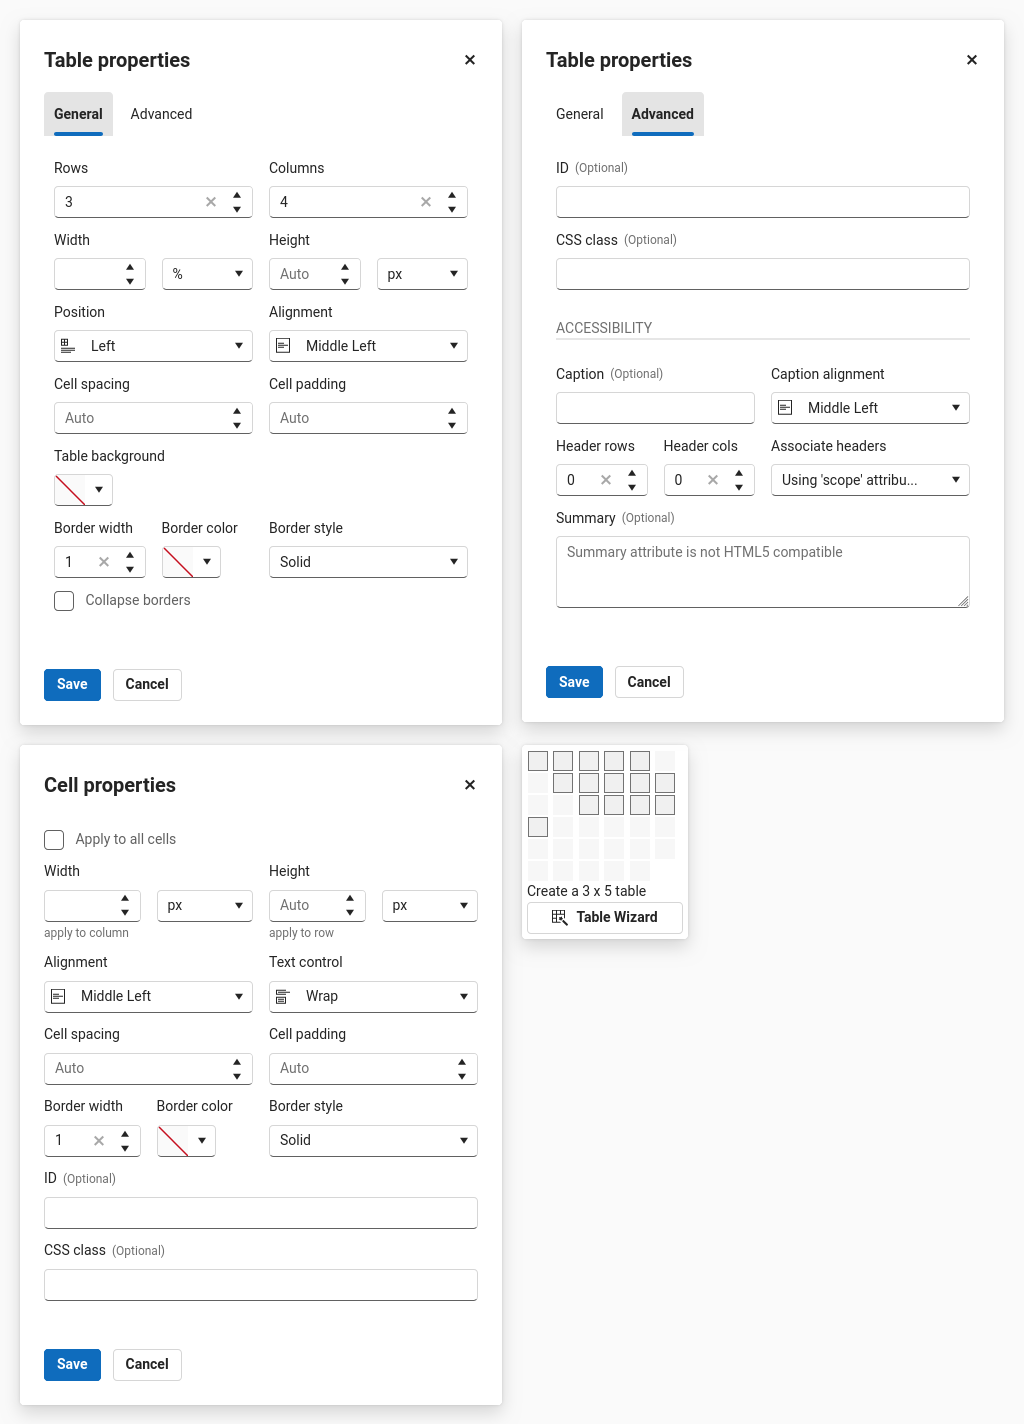 Table properties
General Advanced
Rows Columns
3 4
Width Height
% Auto px
Position Alignment
Left Middle Left
Cell spacing Cell padding
Auto Auto
Table background
Border width Border color Border style
1 Solid
Collapse borders
Save Cancel
Table properties
General Advanced
ID (Optional)
CSS class (Optional)
ACCESSIBILITY
Caption (Optional) Caption alignment
Middle Left
Header rows Header cols Associate headers
0 0 Using 'scope' attribu...
Summary (Optional)
Summary attribute is not HTML5 compatible
Save Cancel
Cell properties
Apply to all cells
Width Height
px Auto px
apply to column apply to row
Alignment Text control
Middle Left Wrap
Cell spacing Cell padding
Auto Auto
Border width Border color Border style
1 Solid
ID (Optional)
CSS class (Optional)
Save Cancel
Create a 3 x 5 table
Table Wizard